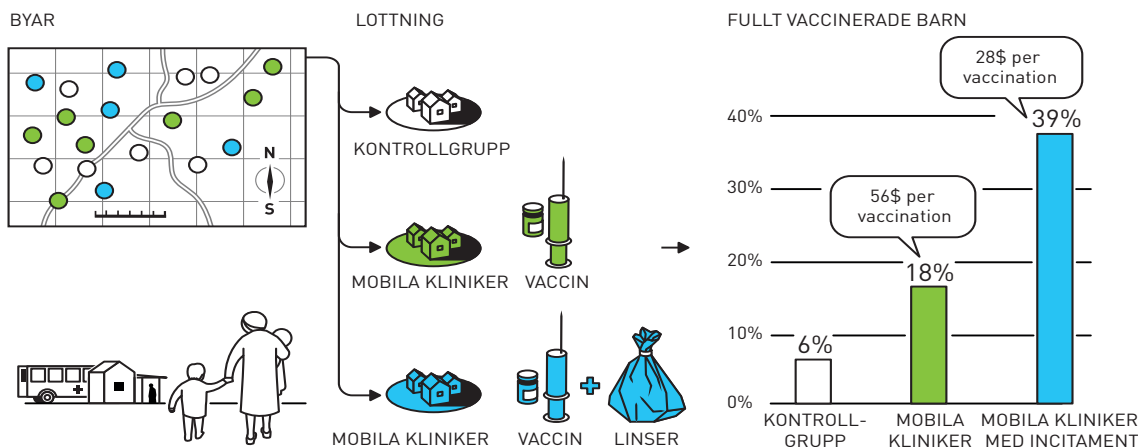 BYAR
LOTTNING
FULLT VACCINERADE BARN
N
S
KONTROLLGRUPP
MOBILA KLINIKER
VACCIN
MOBILA KLINIKER
VACCIN
LINSER
28$ per
vaccination
56$ per
vaccination
40%
30%
20%
10%
0%
6%
18%
39%
KONTROLL-
GRUPP
MOBILA
KLINIKER
MOBILA KLINIKER
MED INCITAMENT